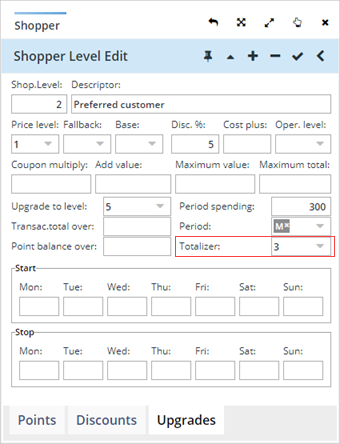 Shopper
Shopper Level Edit
Shop.Level: Descriptor:
2 Preferred customer
Price level: Fallback: Base: Disc. %: Cost plus: Oper. level:
1 5
Coupon multiply: Add value: Maximum value: Maximum total:
Upgrade to level: 5 Period spending: 300
Transac.total over: Period: M*
Point balance over: Totalizer: 3
Start
Mon: Tue: Wed: Thu: Fri: Sat: Sun:
Stop
Mon: Tue: Wed: Thu: Fri: Sat: Sun:
Points Discounts Upgrades